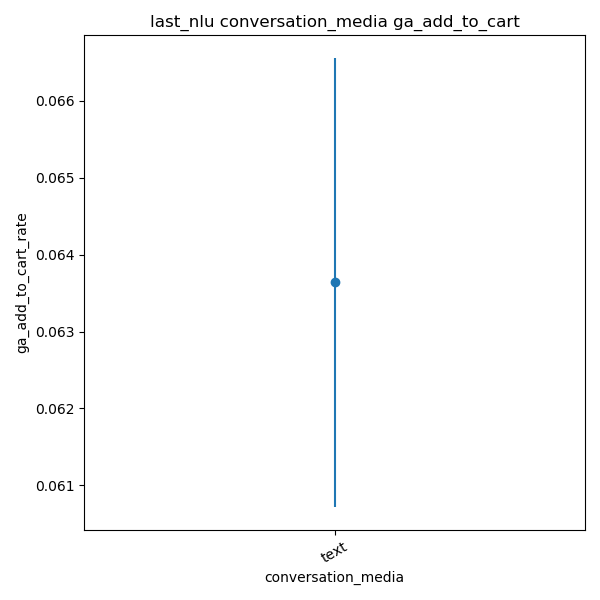 last_nlu conversation_media ga_add_to_cart
ga_add_to_cart_rate
0.066
0.065
0.064
0.063
0.062
0.061
text
conversation_media